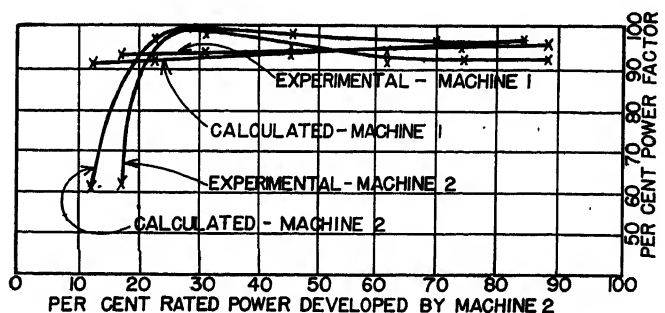 EXPERIMENTAL - MACHINE 1
CALCULATED - MACHINE 1
EXPERIMENTAL - MACHINE 2
CALCULATED - MACHINE 2
0 10 20 30 40 50 60 70 80 90 100
PER CENT RATED POWER DEVELOPED BY MACHINE 2
50 60 70 80 90 100
PER CENT POWER FACTOR